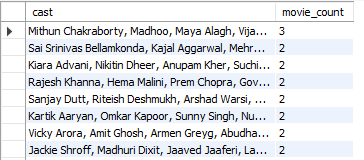 cast movie_count
Mithun Chakraborty, Madhoo, Maya Alagh, Vija... 3
Sai Srinivas Bellamkonda, Kajal Aggarwal, Mehr... 2
Kiara Advani, Nikitin Dheer, Anupam Kher, Suchi... 2
Rajesh Khanna, Hema Malini, Prem Chopra, Gov... 2
Sanjay Dutt, Riteish Deshmukh, Arshad Warsi, ... 2
Kartik Aaryan, Omkar Kapoor, Sunny Singh, Nu... 2
Vicky Arora, Amit Ghosh, Armen Greyg, Abudha... 2
Jackie Shroff, Madhuri Dixit, Jaaved Jaaferi, La... 2